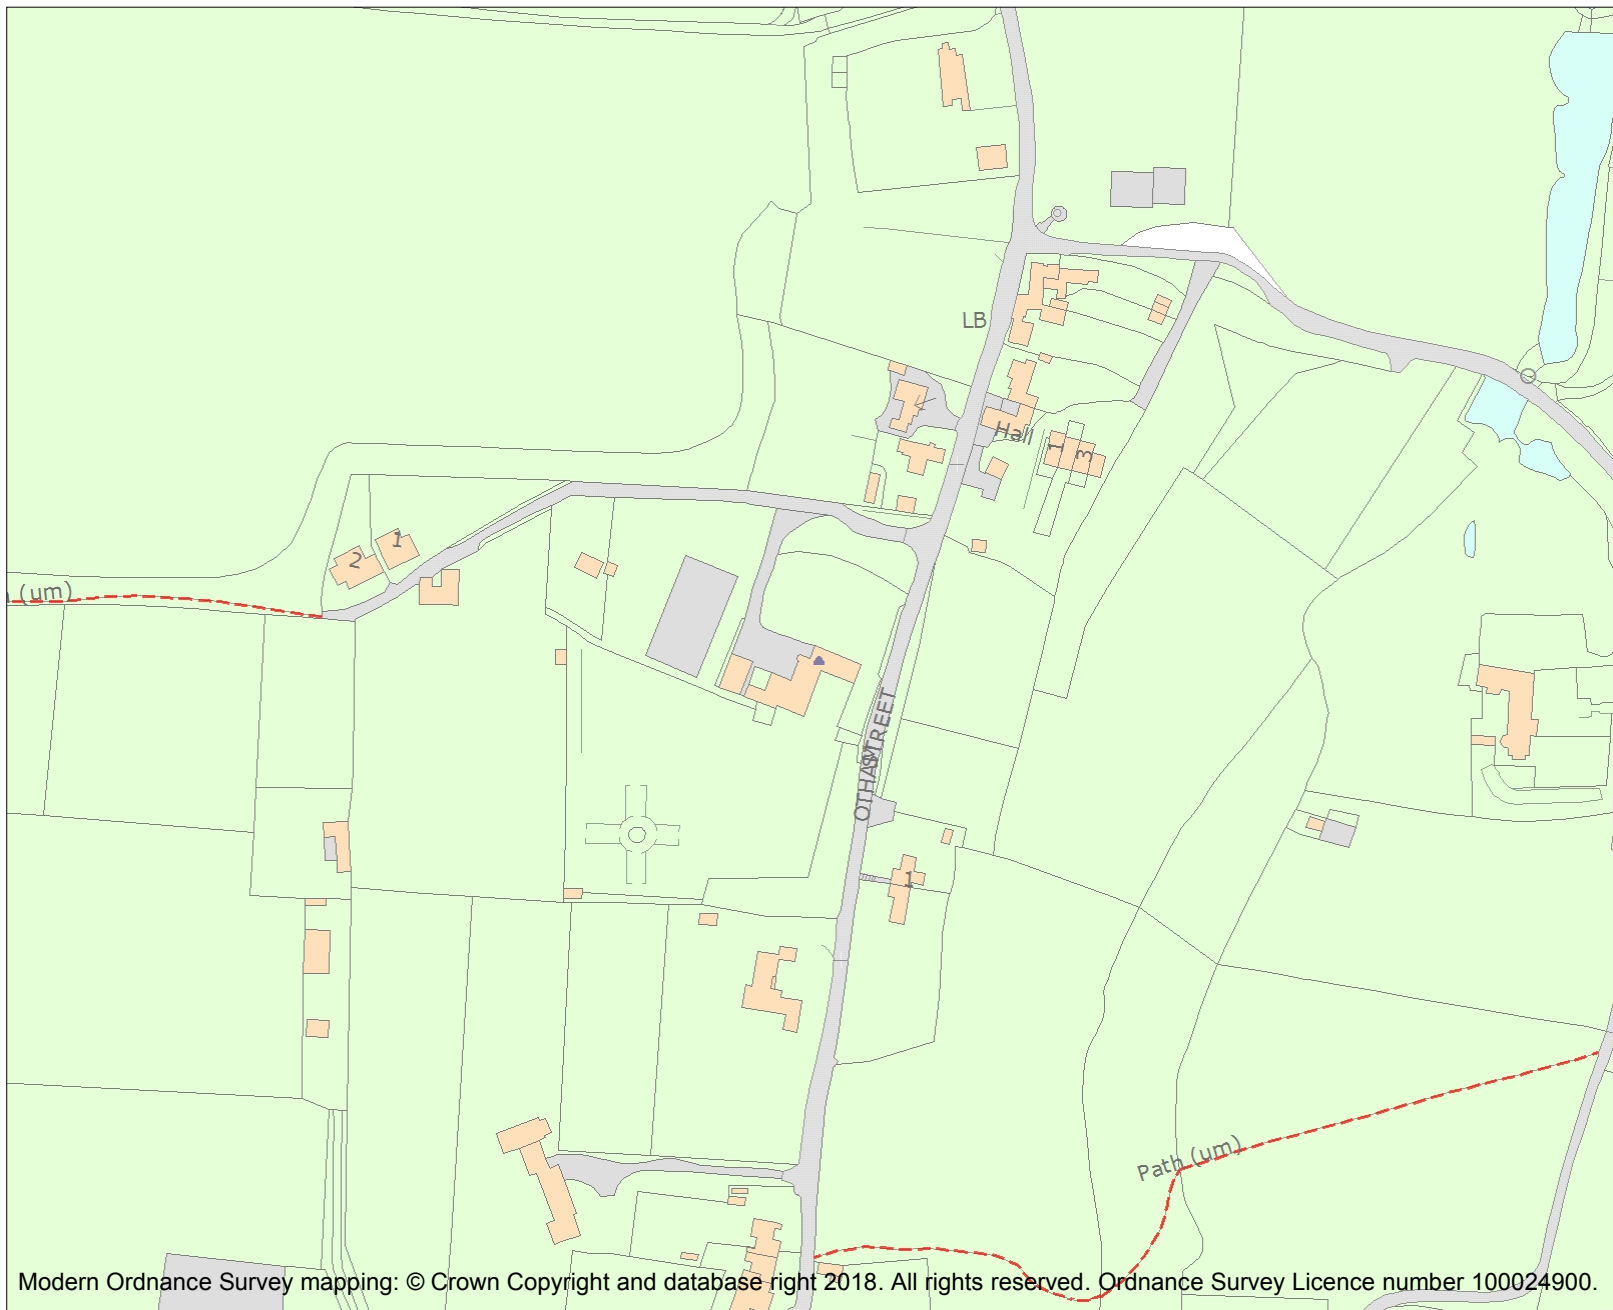 LB
Hall
1
3
1
2
(um)
OTHAM STREET
1
Path (um)
Modern Ordnance Survey mapping: © Crown Copyright and database right 2018. All rights reserved. Ordnance Survey Licence number 100024900.